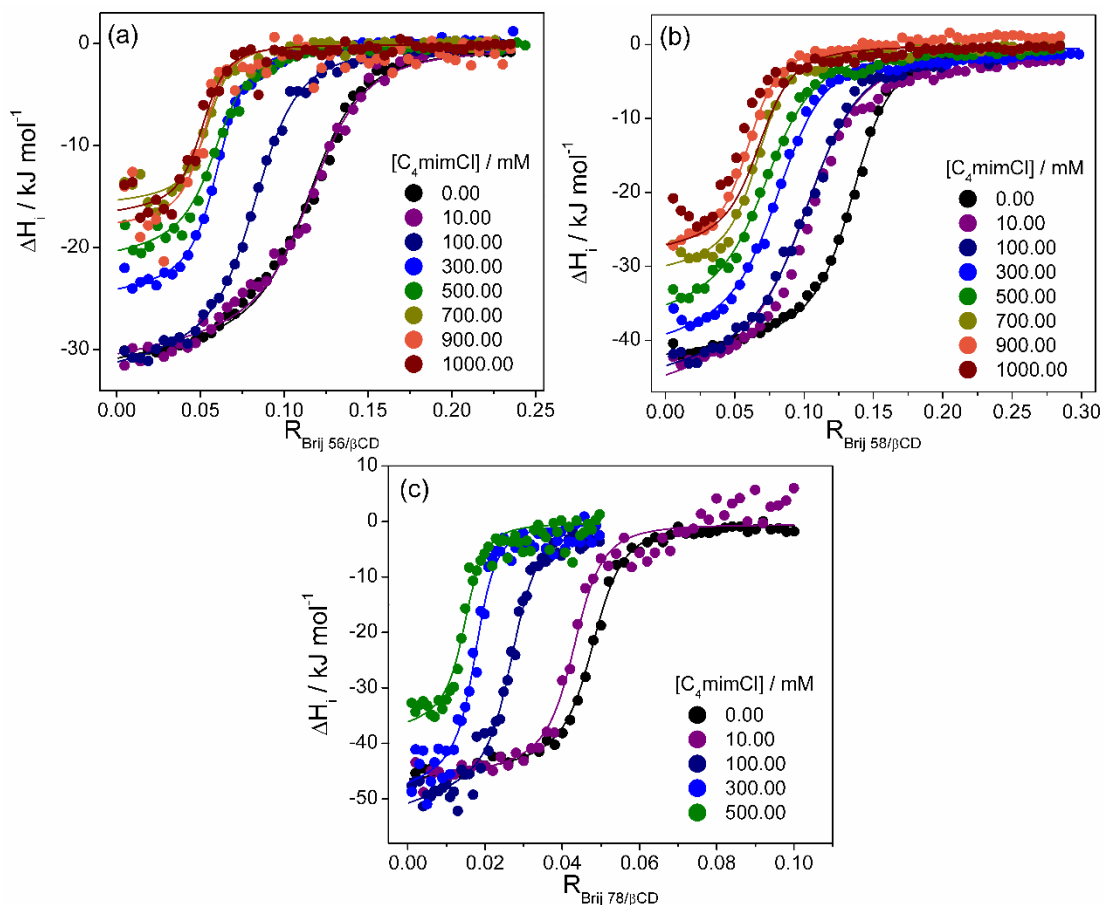 (a)
0
-10
-20
-30
ΔH_i / kJ mol⁻¹
[C₄mimCl] / mM
0.00
10.00
100.00
300.00
500.00
700.00
900.00
1000.00
0.00 0.05 0.10 0.15 0.20 0.25
R_Brij 56/βCD
(b)
0
-10
-20
-30
-40
ΔH_i / kJ mol⁻¹
[C₄mimCl] / mM
0.00
10.00
100.00
300.00
500.00
700.00
900.00
1000.00
0.00 0.05 0.10 0.15 0.20 0.25 0.30
R_Brij 58/βCD
(c)
10
0
-10
-20
-30
-40
-50
ΔH_i / kJ mol⁻¹
[C₄mimCl] / mM
0.00
10.00
100.00
300.00
500.00
0.00 0.02 0.04 0.06 0.08 0.10
R_Brij 78/βCD